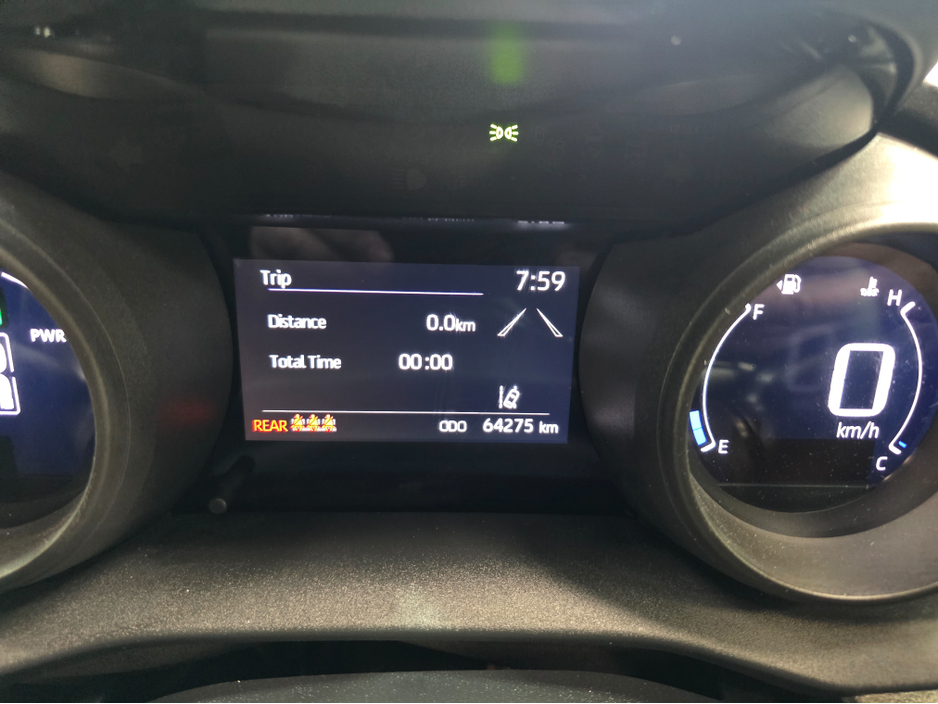 Trip 7:59
Distance 0.0km
Total Time 00:00
REAR ODO 64275 km
PWR
F H
0
km/h
E C